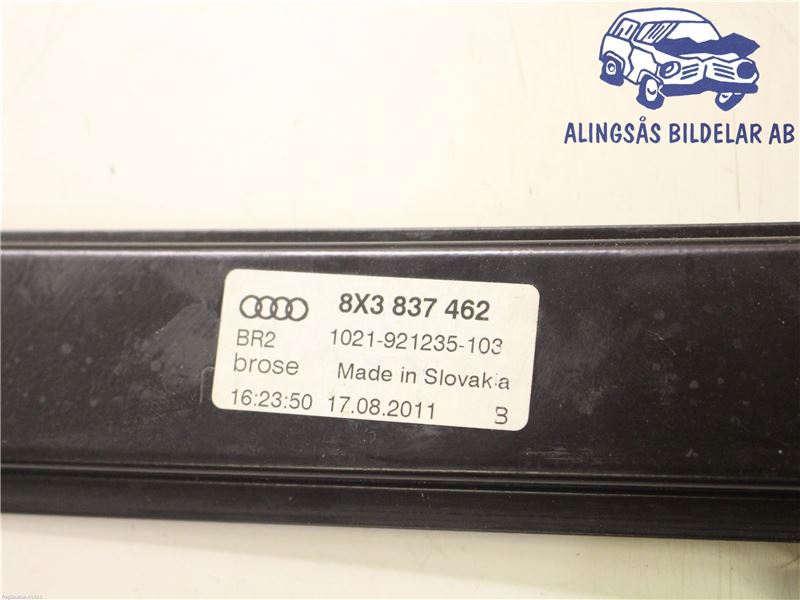 ALINGSÅS BILDELAR AB
8X3 837 462
BR2 1021-921235-103
brose Made in Slovakia
16:23:50 17.08.2011 B